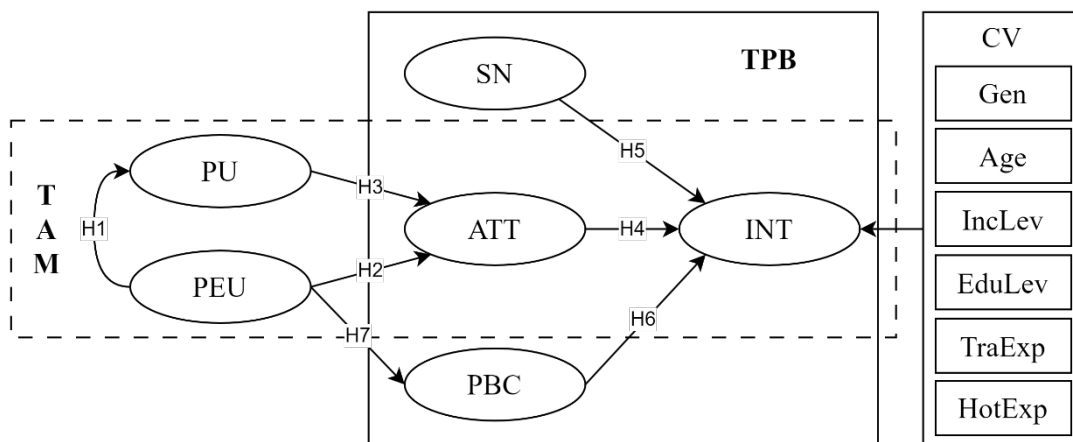 SN
TPB
CV
Gen
Age
IncLev
EduLev
TraExp
HotExp
T
A
M
PU
PEU
ATT
INT
PBC
H1
H2
H3
H4
H5
H6
H7